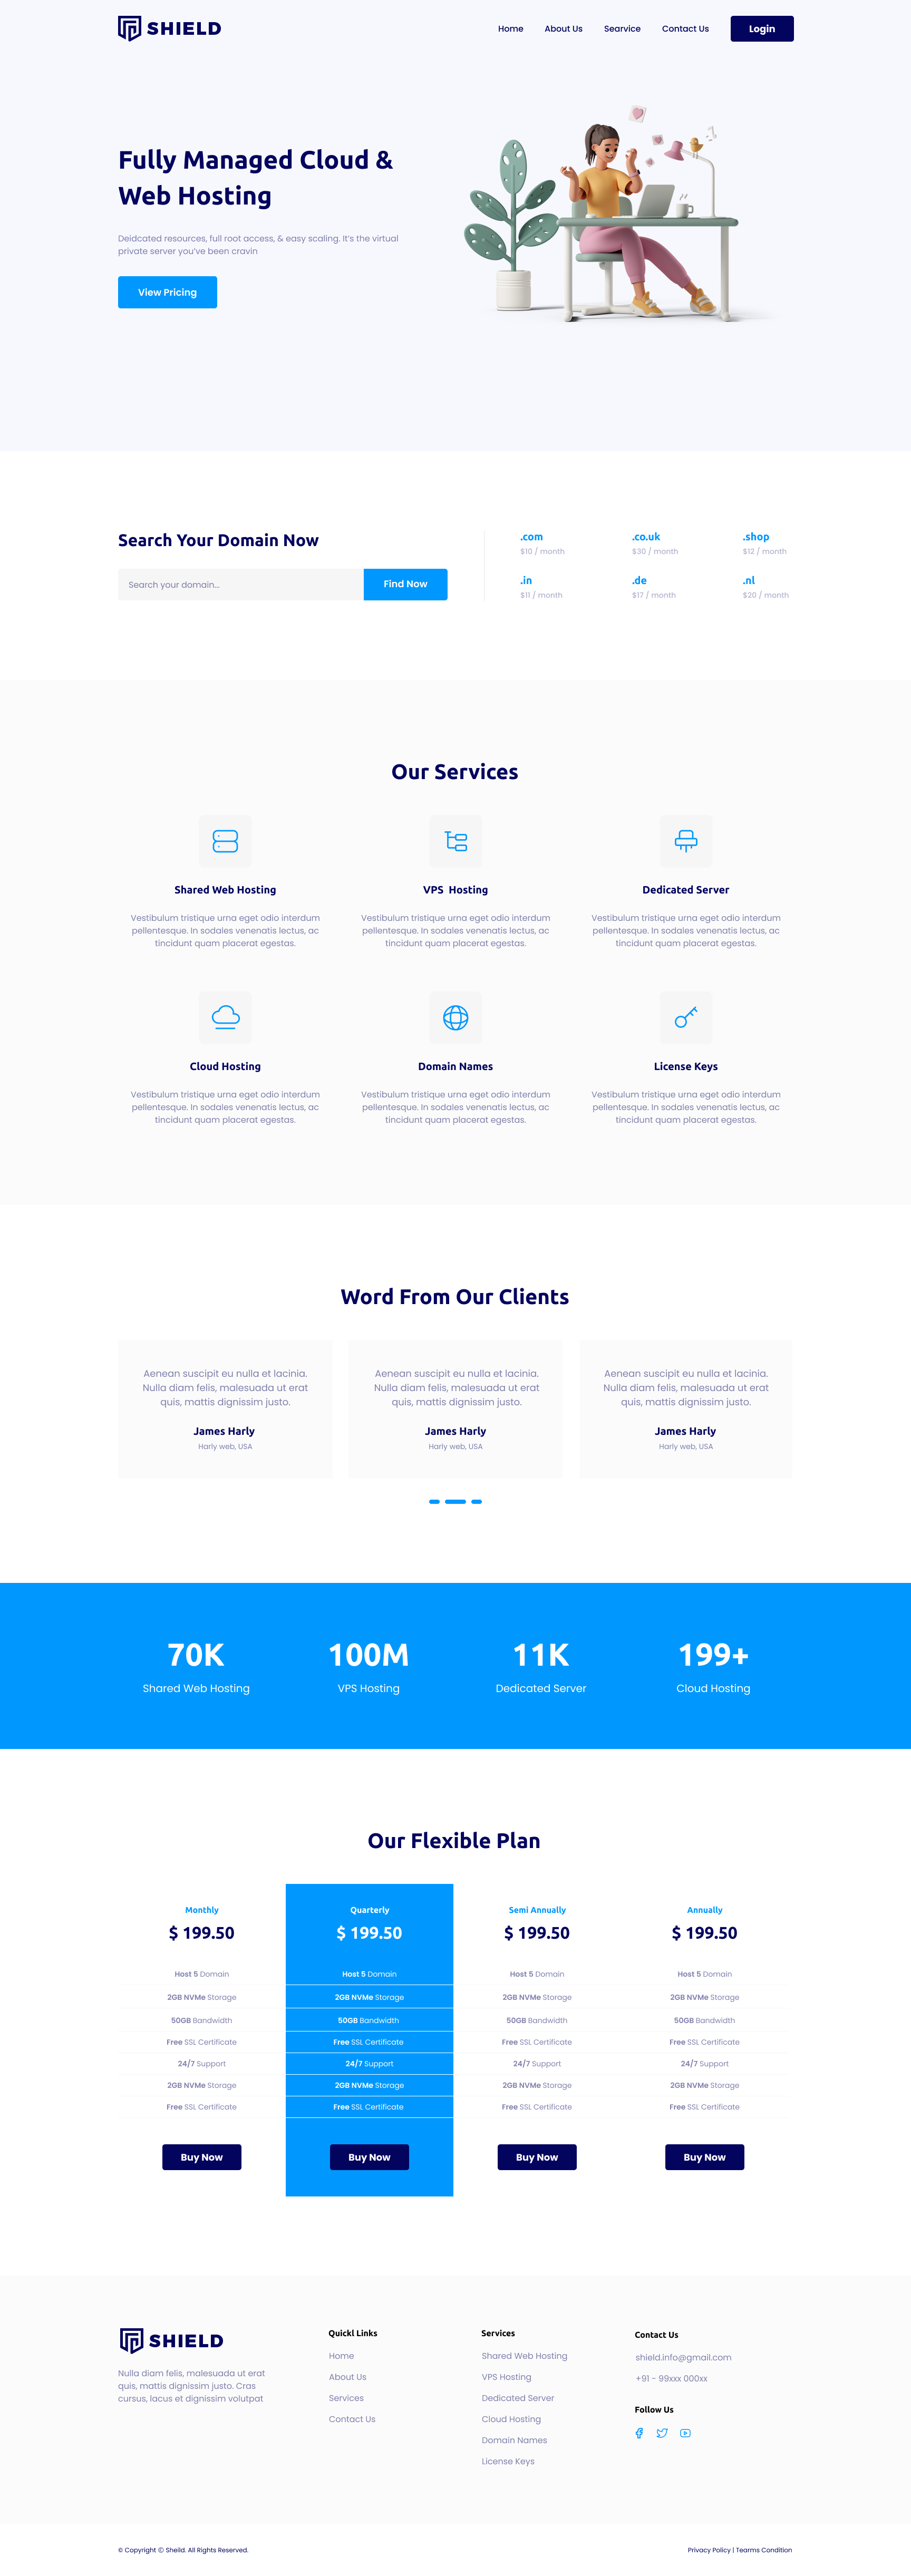 SHIELD
Home About Us Searvice Contact Us Login
Fully Managed Cloud &
Web Hosting
Deidcated resources, full root access, & easy scaling. It's the virtual
private server you've been cravin
View Pricing
Search Your Domain Now
Search your domain... Find Now
.com .co.uk .shop
$10 / month $30 / month $12 / month
.in .de .nl
$11 / month $17 / month $20 / month
Our Services
Shared Web Hosting
Vestibulum tristique urna eget odio interdum
pellentesque. In sodales venenatis lectus, ac
tincidunt quam placerat egestas.
VPS Hosting
Vestibulum tristique urna eget odio interdum
pellentesque. In sodales venenatis lectus, ac
tincidunt quam placerat egestas.
Dedicated Server
Vestibulum tristique urna eget odio interdum
pellentesque. In sodales venenatis lectus, ac
tincidunt quam placerat egestas.
Cloud Hosting
Vestibulum tristique urna eget odio interdum
pellentesque. In sodales venenatis lectus, ac
tincidunt quam placerat egestas.
Domain Names
Vestibulum tristique urna eget odio interdum
pellentesque. In sodales venenatis lectus, ac
tincidunt quam placerat egestas.
License Keys
Vestibulum tristique urna eget odio interdum
pellentesque. In sodales venenatis lectus, ac
tincidunt quam placerat egestas.
Word From Our Clients
Aenean suscipit eu nulla et lacinia.
Nulla diam felis, malesuada ut erat
quis, mattis dignissim justo.
James Harly
Harly web, USA
Aenean suscipit eu nulla et lacinia.
Nulla diam felis, malesuada ut erat
quis, mattis dignissim justo.
James Harly
Harly web, USA
Aenean suscipit eu nulla et lacinia.
Nulla diam felis, malesuada ut erat
quis, mattis dignissim justo.
James Harly
Harly web, USA
70K
Shared Web Hosting
100M
VPS Hosting
11K
Dedicated Server
199+
Cloud Hosting
Our Flexible Plan
Monthly
$ 199.50
Host 5 Domain
2GB NVMe Storage
50GB Bandwidth
Free SSL Certificate
24/7 Support
2GB NVMe Storage
Free SSL Certificate
Buy Now
Quarterly
$ 199.50
Host 5 Domain
2GB NVMe Storage
50GB Bandwidth
Free SSL Certificate
24/7 Support
2GB NVMe Storage
Free SSL Certificate
Buy Now
Semi Annually
$ 199.50
Host 5 Domain
2GB NVMe Storage
50GB Bandwidth
Free SSL Certificate
24/7 Support
2GB NVMe Storage
Free SSL Certificate
Buy Now
Annually
$ 199.50
Host 5 Domain
2GB NVMe Storage
50GB Bandwidth
Free SSL Certificate
24/7 Support
2GB NVMe Storage
Free SSL Certificate
Buy Now
SHIELD
Nulla diam felis, malesuada ut erat
quis, mattis dignissim justo. Cras
cursus, lacus et dignissim volutpat
Quickl Links
Home
About Us
Services
Contact Us
Services
Shared Web Hosting
VPS Hosting
Dedicated Server
Cloud Hosting
Domain Names
License Keys
Contact Us
shield.info@gmail.com
+91 - 99xxx 000xx
Follow Us
© Copyright © Sheild. All Rights Reserved.
Privacy Policy | Tearms Condition